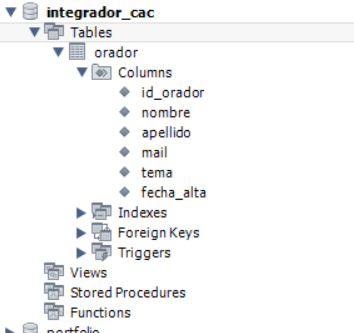 integrador_cac
Tables
orador
Columns
id_orador
nombre
apellido
mail
tema
fecha_alta
Indexes
Foreign Keys
Triggers
Views
Stored Procedures
Functions
portfolio